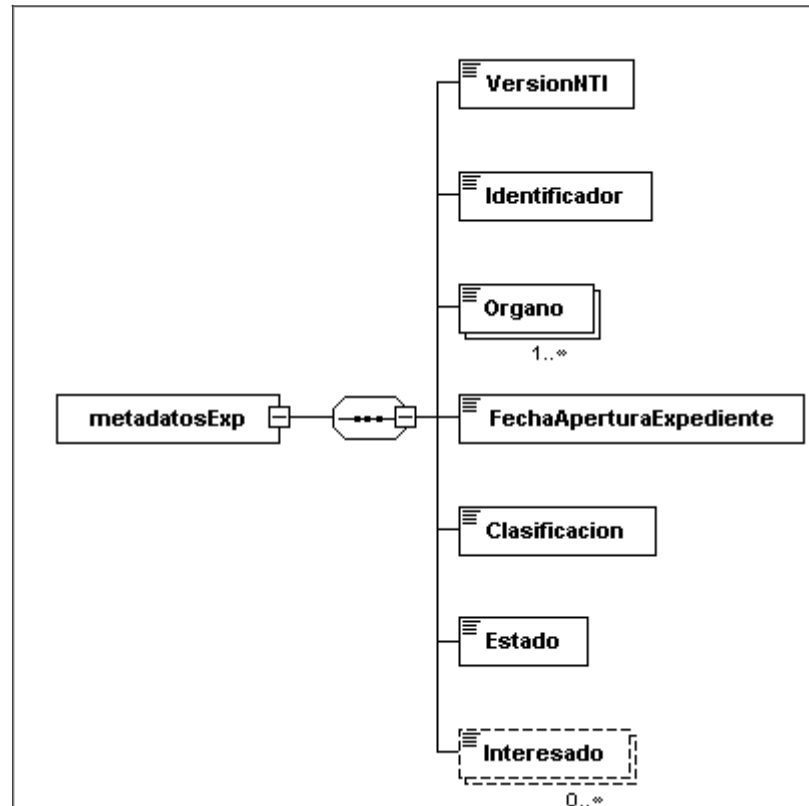 VersionNTI
Identificador
Organo
1..∞
metadatosExp
FechaAperturaExpediente
Clasificacion
Estado
Interesado
0..∞